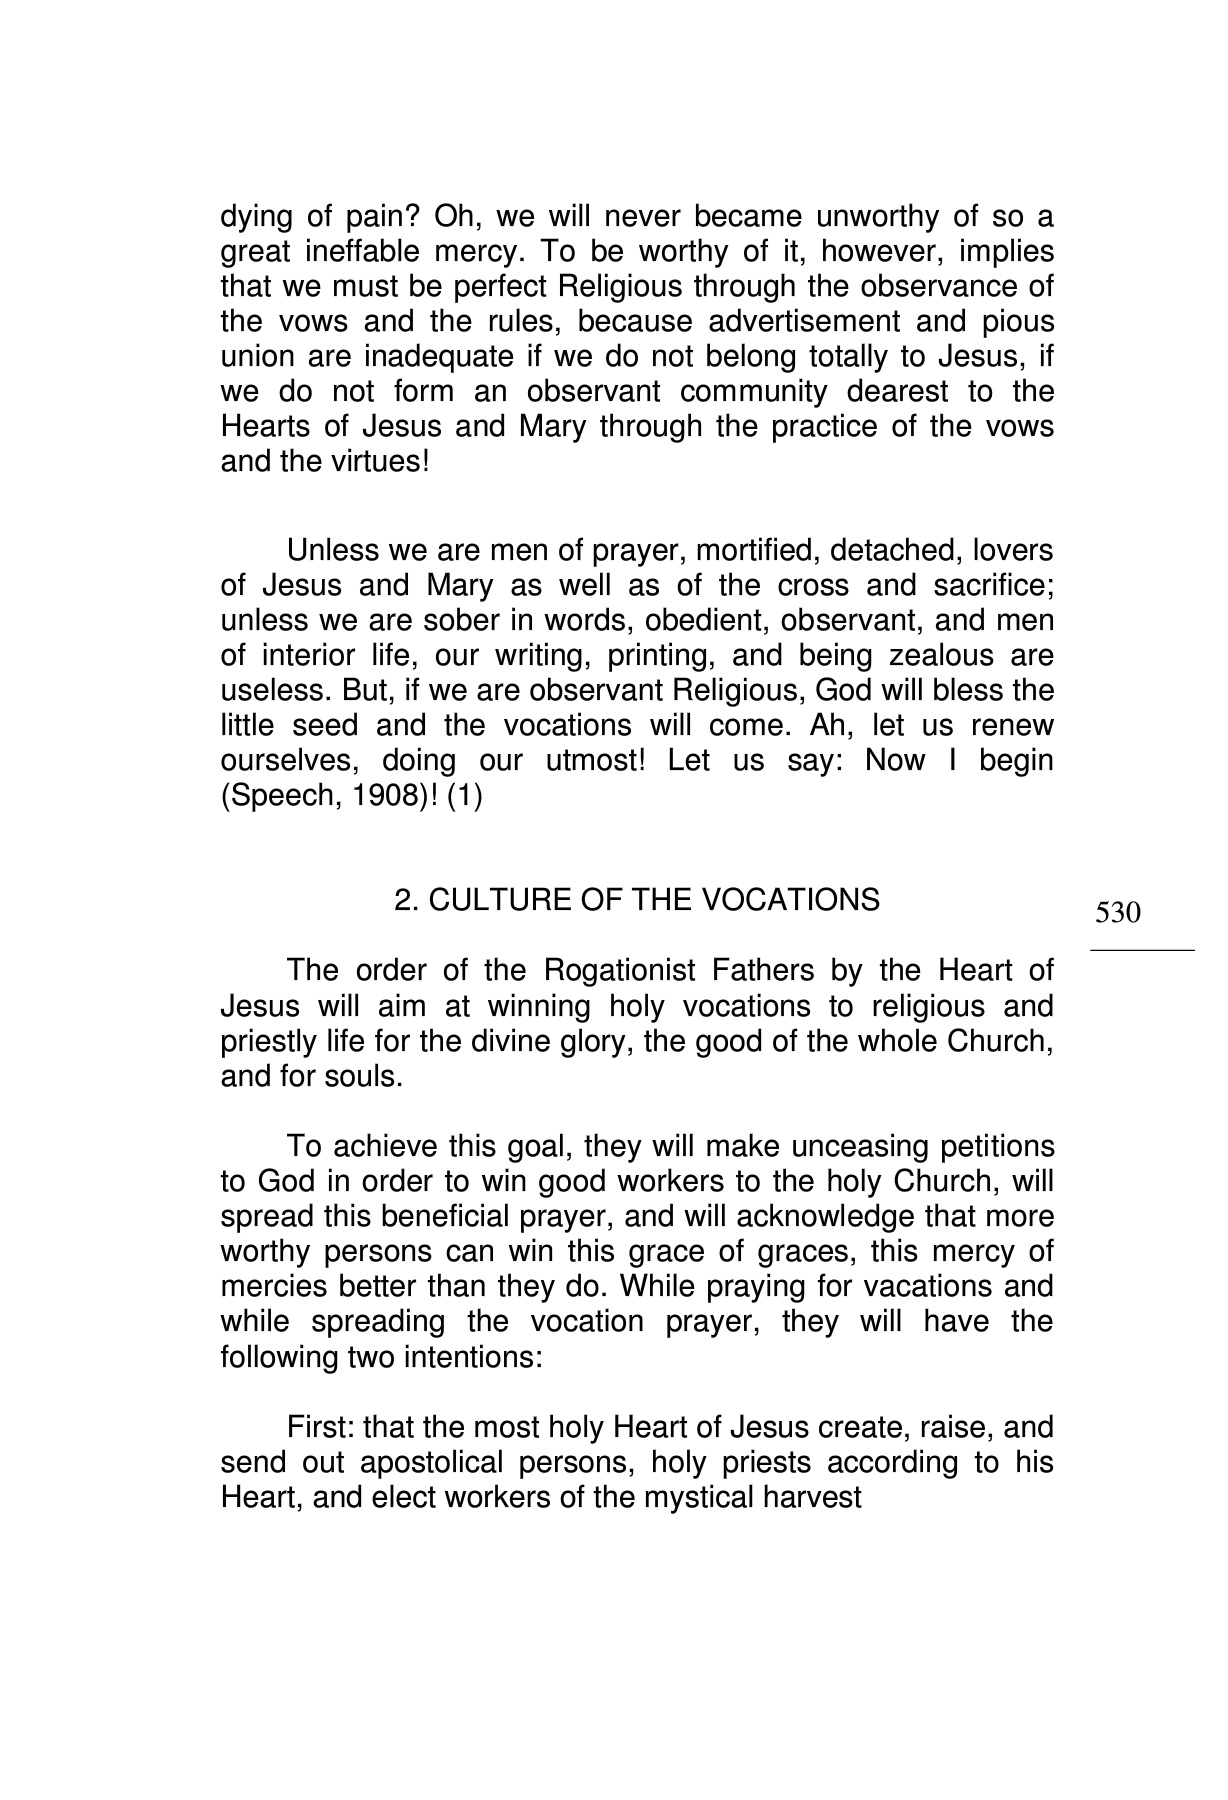 dying of pain? Oh, we will never became unworthy of so a
great ineffable mercy. To be worthy of it, however, implies
that we must be perfect Religious through the observance of
the vows and the rules, because advertisement and pious
union are inadequate if we do not belong totally to Jesus, if
we do not form an observant community dearest to the
Hearts of Jesus and Mary through the practice of the vows
and the virtues!
Unless we are men of prayer, mortified, detached, lovers
of Jesus and Mary as well as of the cross and sacrifice;
unless we are sober in words, obedient, observant, and men
of interior life, our writing, printing, and being zealous are
useless. But, if we are observant Religious, God will bless the
little seed and the vocations will come. Ah, let us renew
ourselves, doing our utmost! Let us say: Now I begin
(Speech, 1908)! (1)
2. CULTURE OF THE VOCATIONS
530
The order of the Rogationist Fathers by the Heart of
Jesus will aim at winning holy vocations to religious and
priestly life for the divine glory, the good of the whole Church,
and for souls.
To achieve this goal, they will make unceasing petitions
to God in order to win good workers to the holy Church, will
spread this beneficial prayer, and will acknowledge that more
worthy persons can win this grace of graces, this mercy of
mercies better than they do. While praying for vacations and
while spreading the vocation prayer, they will have the
following two intentions:
First: that the most holy Heart of Jesus create, raise, and
send out apostolical persons, holy priests according to his
Heart, and elect workers of the mystical harvest